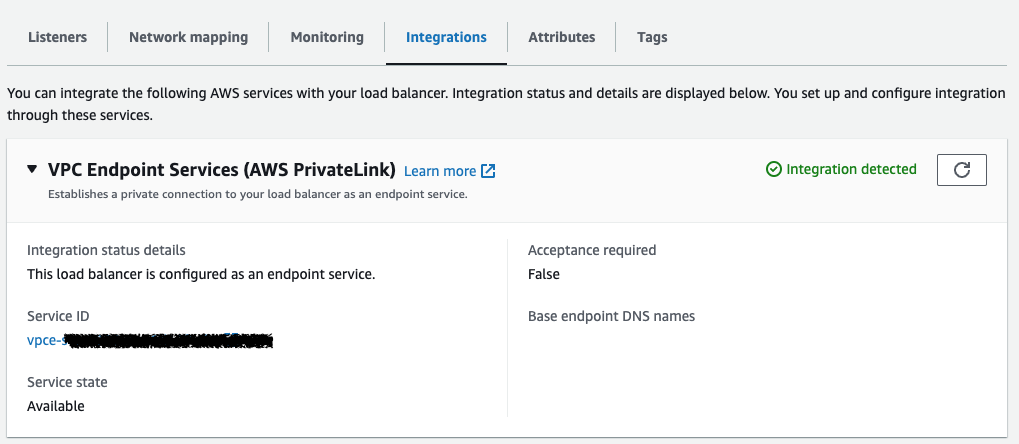 Listeners
Network mapping
Monitoring
Integrations
Attributes
Tags
You can integrate the following AWS services with your load balancer. Integration status and details are displayed below. You set up and configure integration
through these services.
VPC Endpoint Services (AWS PrivateLink)
Learn more
Integration detected
Establishes a private connection to your load balancer as an endpoint service.
Integration status details
This load balancer is configured as an endpoint service.
Service ID
vpce-s
Service state
Available
Acceptance required
False
Base endpoint DNS names